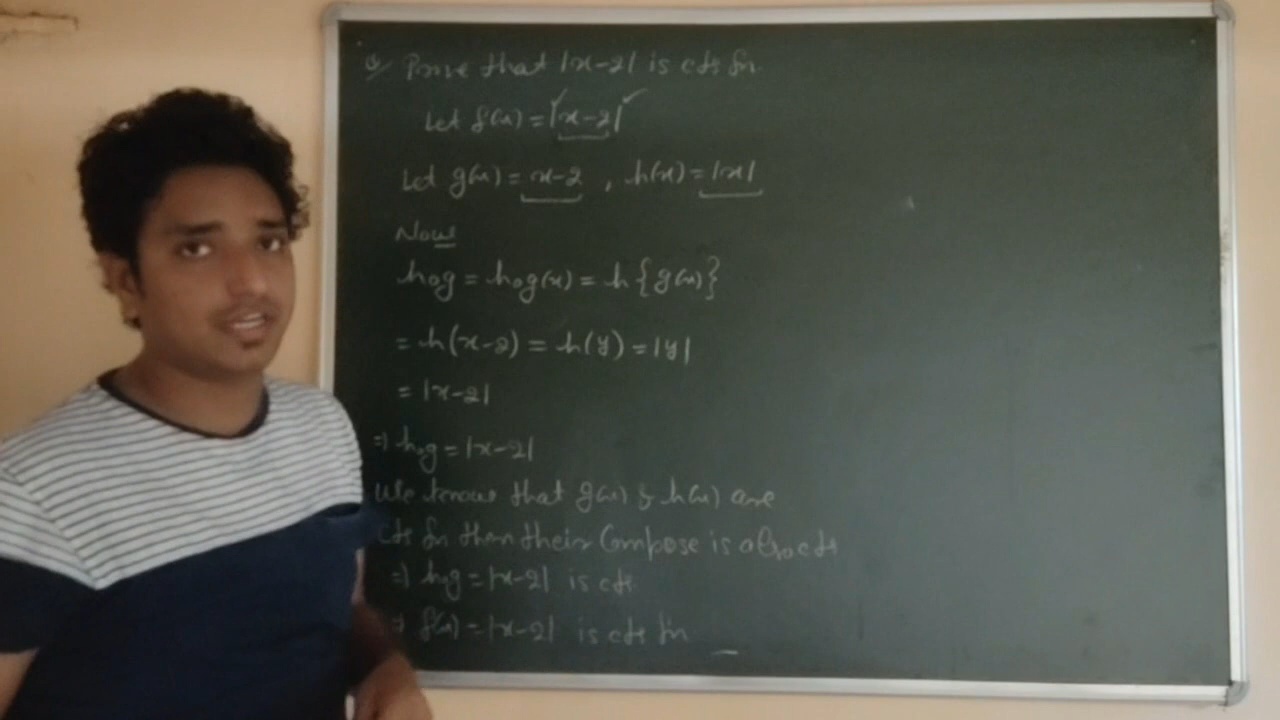 Q/ Prove that |x-2| is cts fn.
Let f(x) = |x-2|
Let g(x) = x-2 , h(x) = |x|
Now
hog = hog(x) = h{g(x)}
= h(x-2) = h(y) = |y|
= |x-2|
⇒ hog = |x-2|
We know that g(x) & h(x) are
cts fn then their Compose is also cts
⇒ hog = |x-2| is cts
⇒ f(x) = |x-2| is cts fn